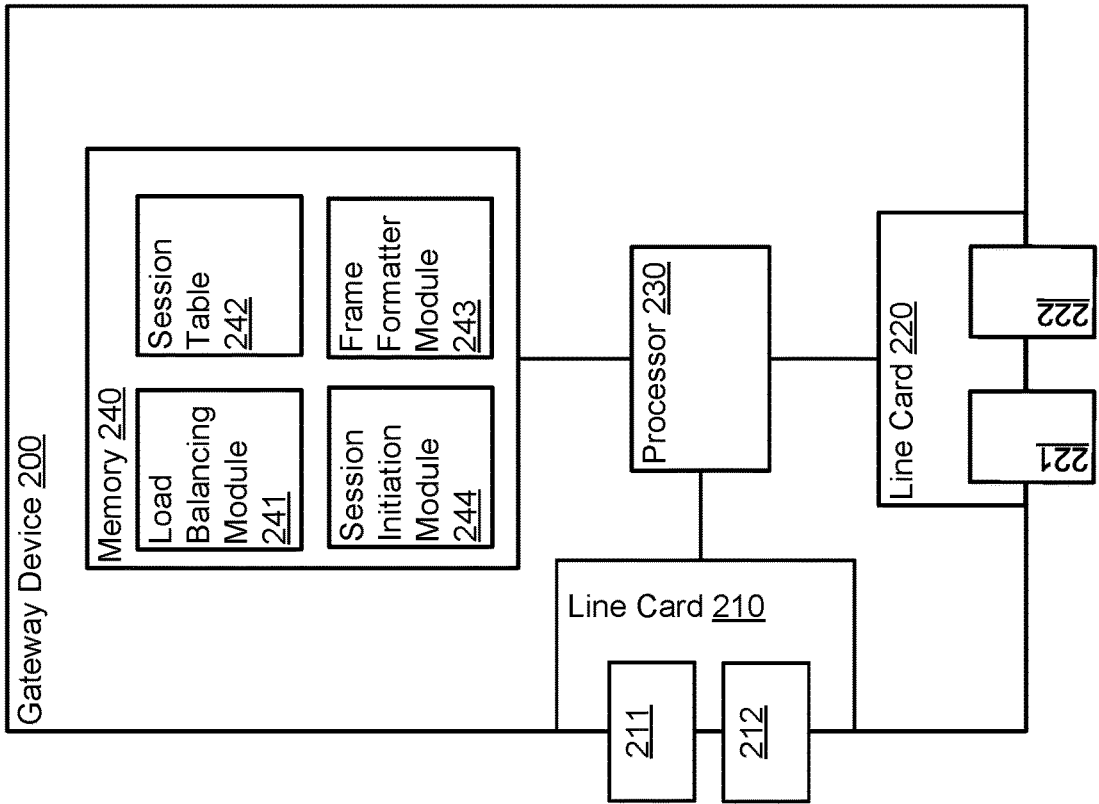 Gateway Device 200
Memory 240
Load
Balancing
Module
241
Session
Table
242
Session
Initiation
Module
244
Frame
Formatter
Module
243
Processor 230
Line Card 210
211
212
Line Card 220
221
222